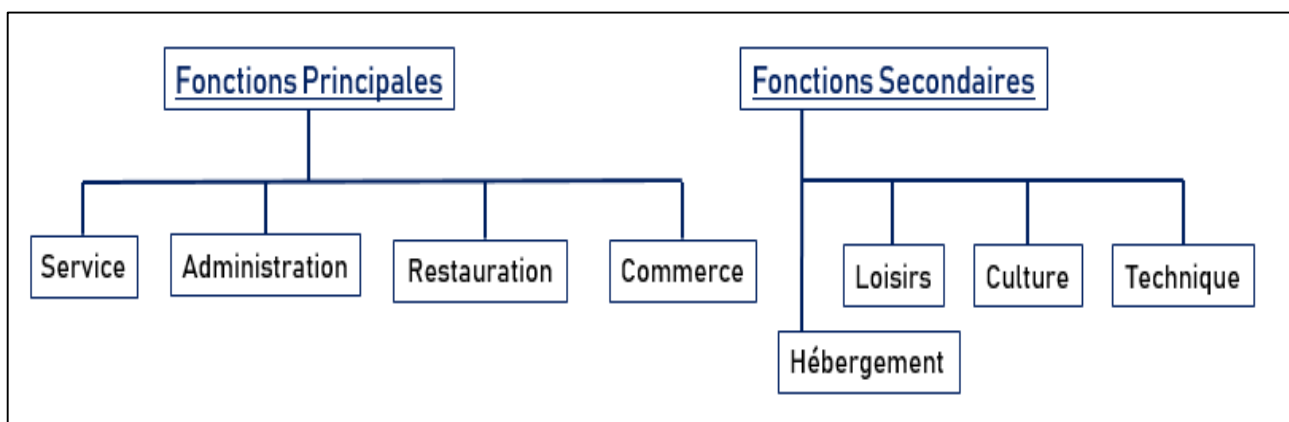 Fonctions Principales
Fonctions Secondaires
Service
Administration
Restauration
Commerce
Loisirs
Culture
Technique
Hébergement